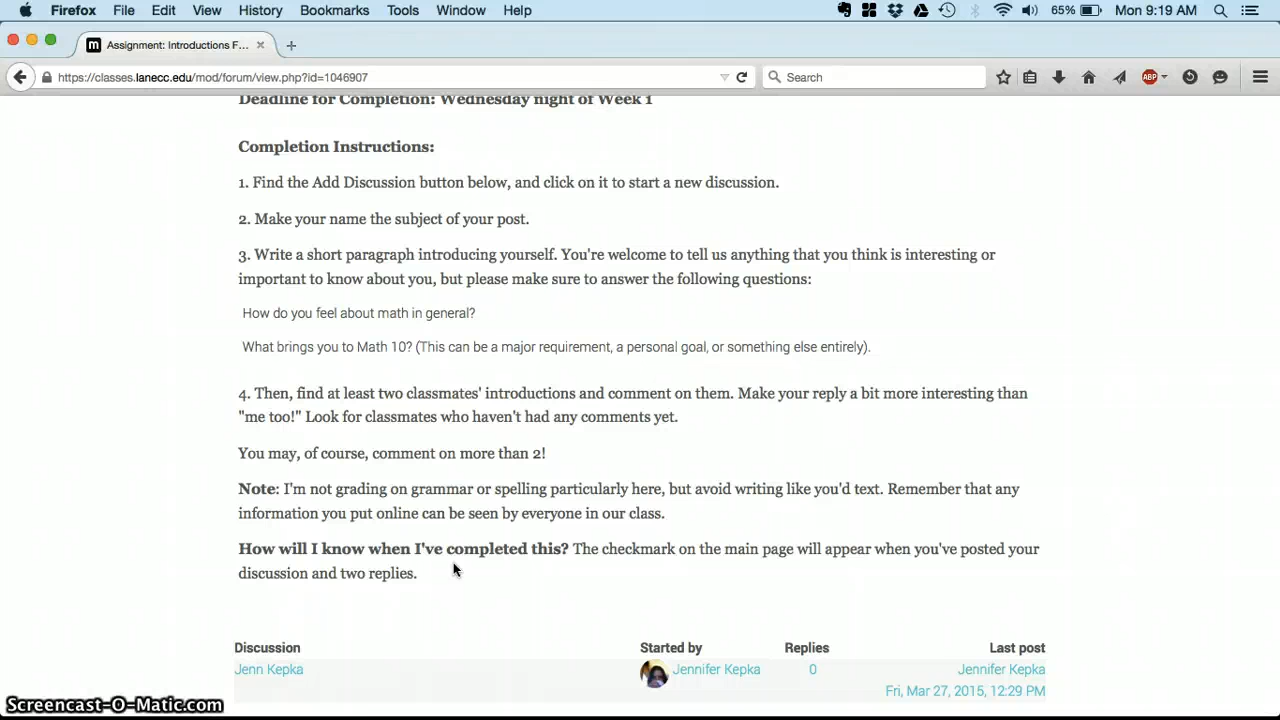 Firefox File Edit View History Bookmarks Tools Window Help 65% Mon 9:19 AM
m Assignment: Introductions F...
https://classes.lanecc.edu/mod/forum/view.php?id=1046907 Search ABP
Deadline for Completion: Wednesday night of Week 1
Completion Instructions:
1. Find the Add Discussion button below, and click on it to start a new discussion.
2. Make your name the subject of your post.
3. Write a short paragraph introducing yourself. You're welcome to tell us anything that you think is interesting or
important to know about you, but please make sure to answer the following questions:
How do you feel about math in general?
What brings you to Math 10? (This can be a major requirement, a personal goal, or something else entirely).
4. Then, find at least two classmates' introductions and comment on them. Make your reply a bit more interesting than
"me too!" Look for classmates who haven't had any comments yet.
You may, of course, comment on more than 2!
Note: I'm not grading on grammar or spelling particularly here, but avoid writing like you'd text. Remember that any
information you put online can be seen by everyone in our class.
How will I know when I've completed this? The checkmark on the main page will appear when you've posted your
discussion and two replies.
Discussion Started by Replies Last post
Jenn Kepka Jennifer Kepka 0 Jennifer Kepka
Fri, Mar 27, 2015, 12:29 PM
Screencast-O-Matic.com